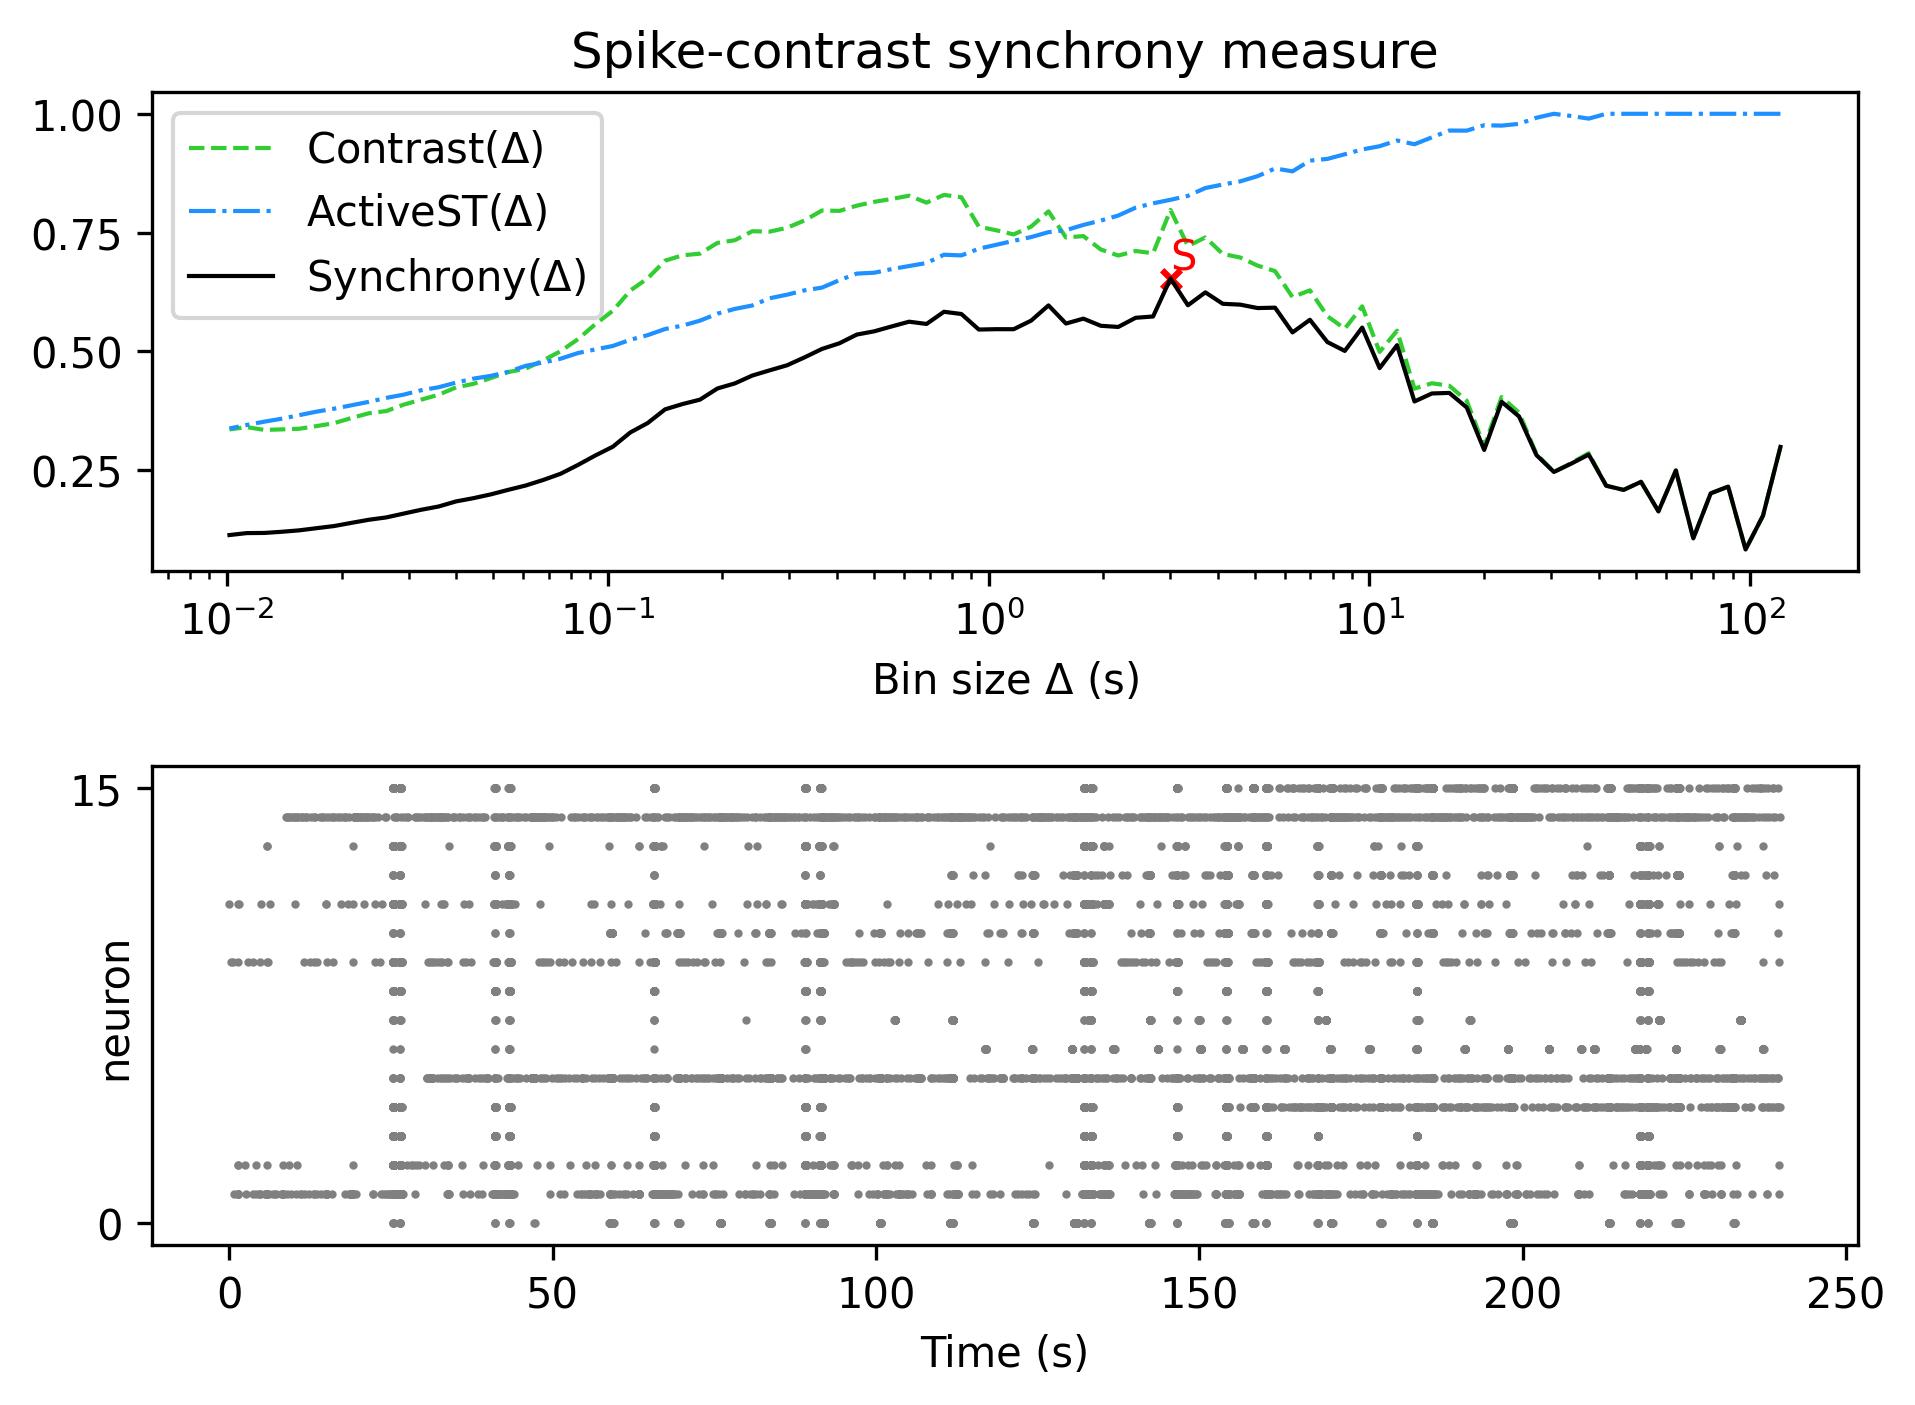 Spike-contrast synchrony measure
1.00
0.75
0.50
0.25
Contrast(Δ)
ActiveST(Δ)
Synchrony(Δ)
S
10⁻² 10⁻¹ 10⁰ 10¹ 10²
Bin size Δ (s)
15
0
neuron
0 50 100 150 200 250
Time (s)